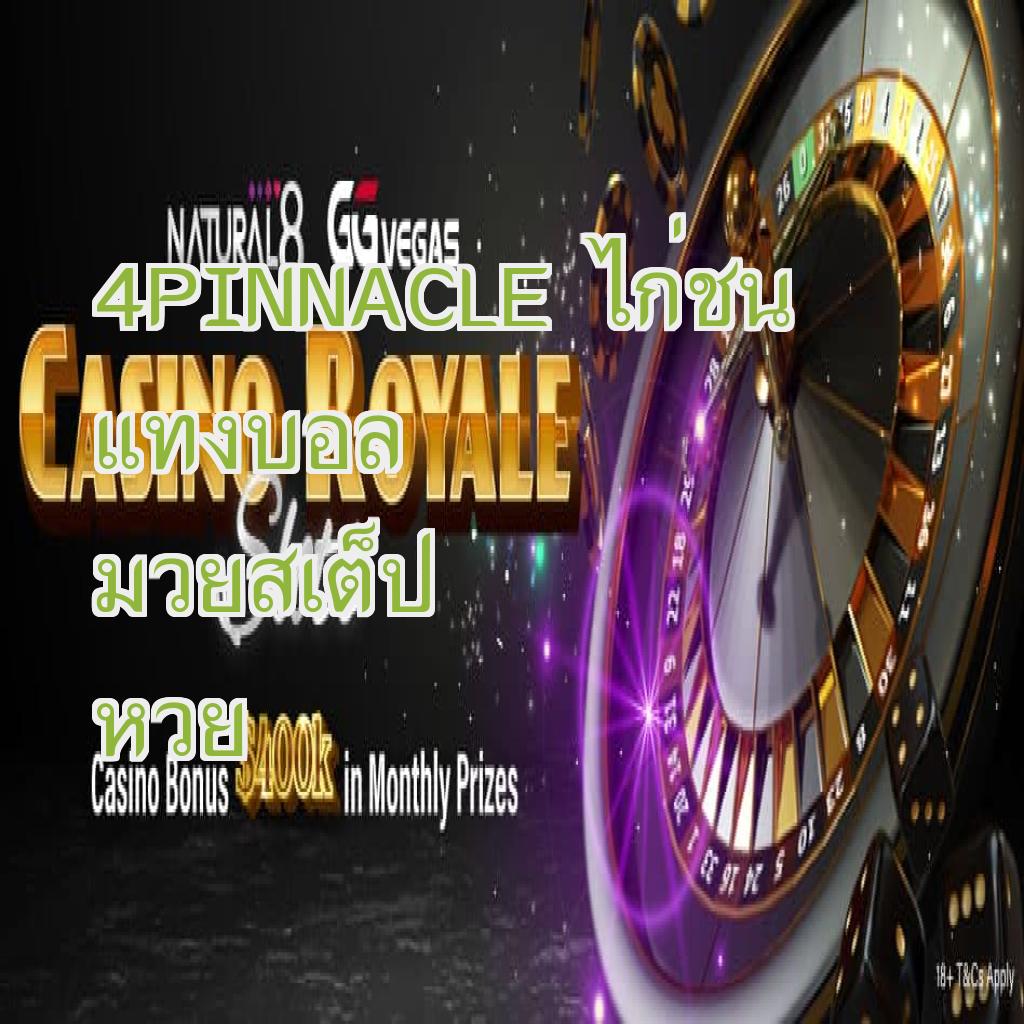 NATURAL8 GGVEGAS
4PINNACLE ไก่ชน
CASINO ROYALE
แทงบอล
มวยสเต็ป
หวย
Casino Bonus $400k in Monthly Prizes
18+ T&Cs Apply